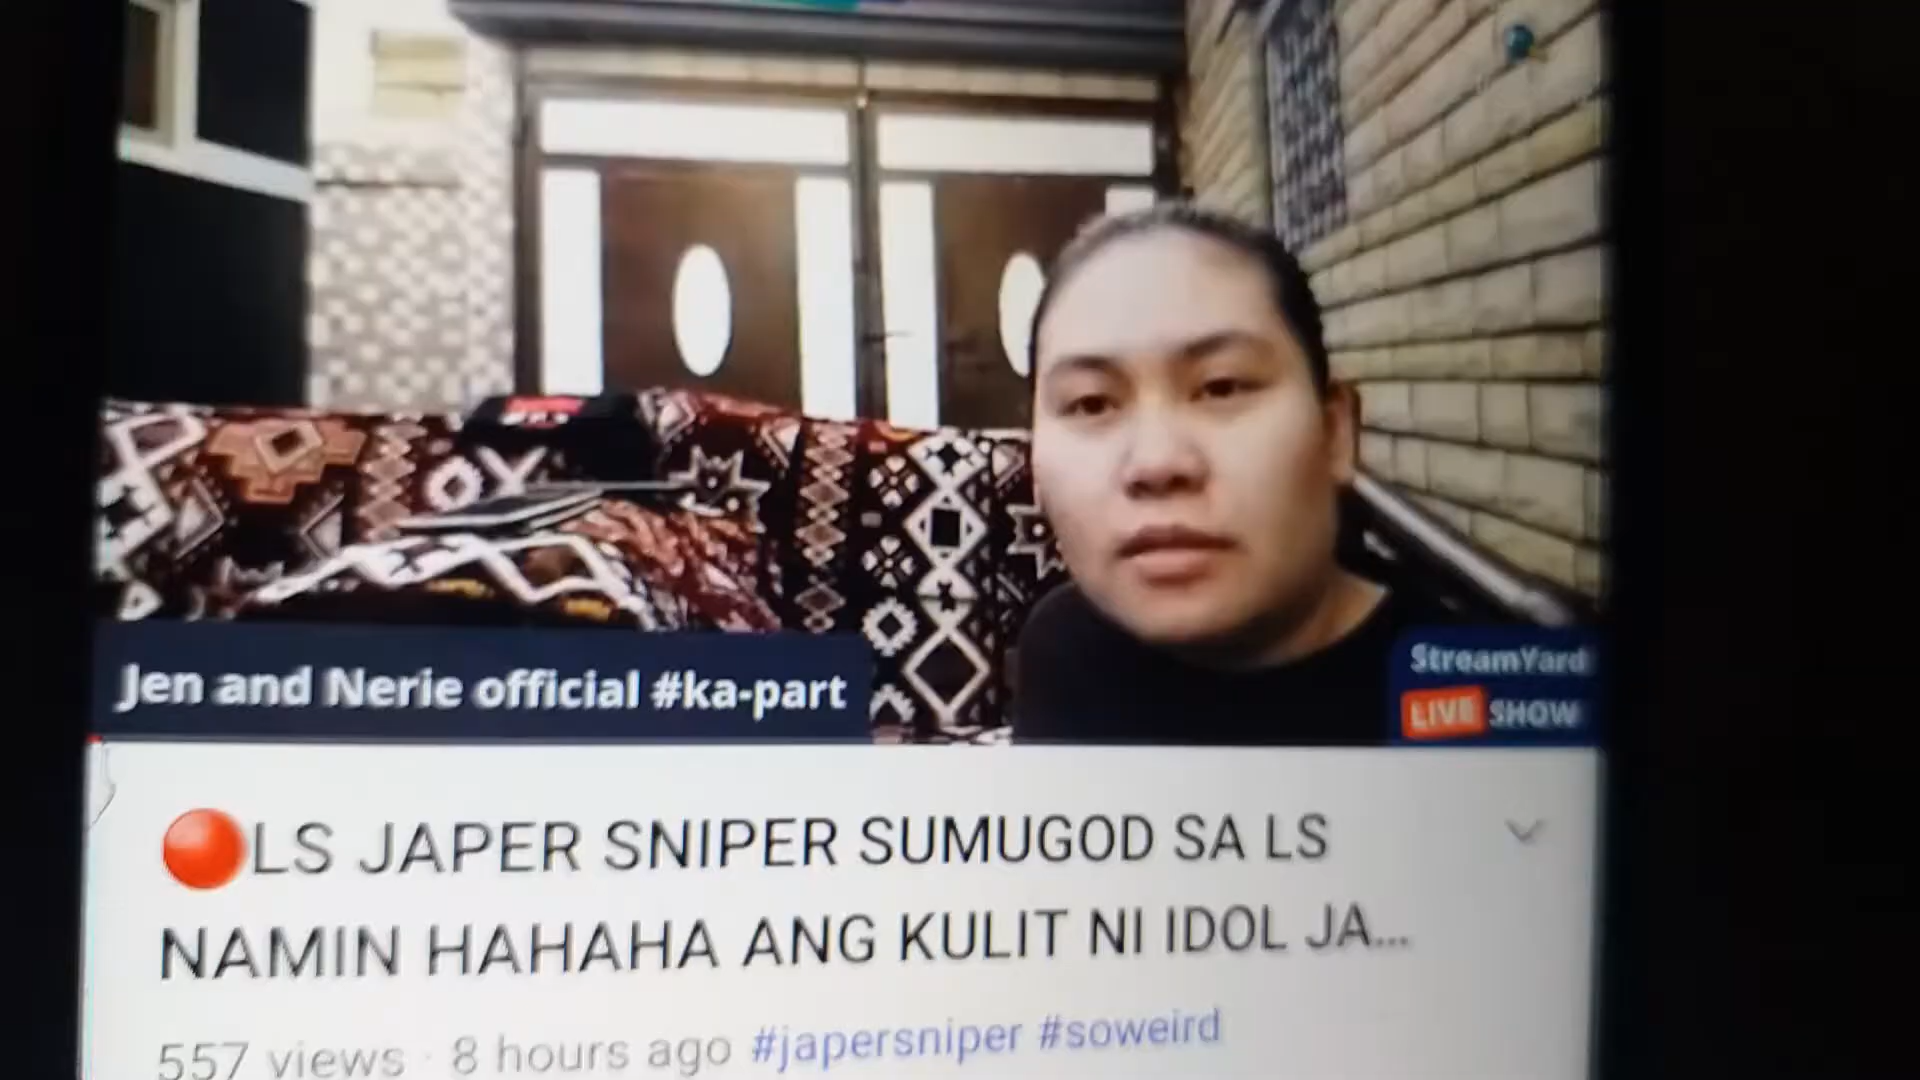 Jen and Nerie official #ka-part
StreamYard
LIVE SHOW
🔴LS JAPER SNIPER SUMUGOD SA LS
NAMIN HAHAHA ANG KULIT NI IDOL JA...
557 views · 8 hours ago #japersniper #soweird